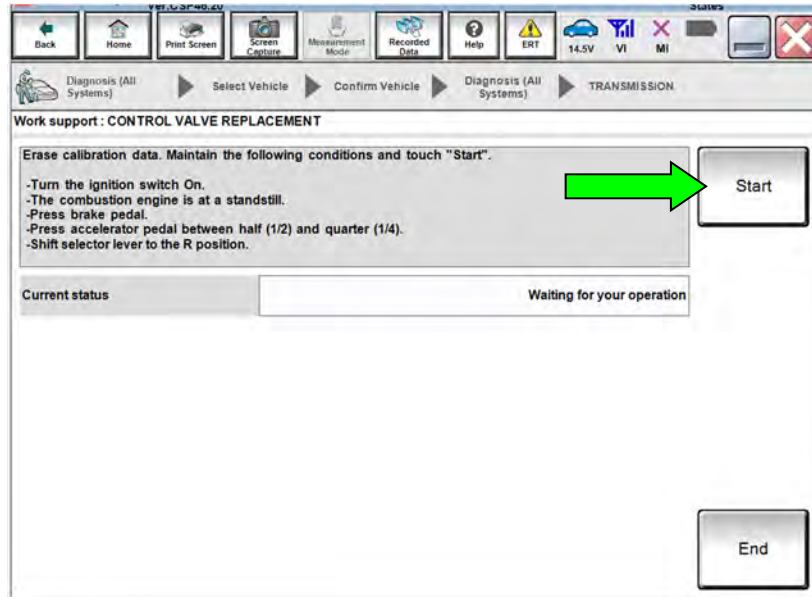 Ver.CSP46.20
States
Back
Home
Print Screen
Screen
Capture
Measurement
Mode
Recorded
Data
Help
ERT
14.5V
VI
MI
Diagnosis (All
Systems)
Select Vehicle
Confirm Vehicle
Diagnosis (All
Systems)
TRANSMISSION
Work support : CONTROL VALVE REPLACEMENT
Erase calibration data. Maintain the following conditions and touch "Start".
-Turn the ignition switch On.
-The combustion engine is at a standstill.
-Press brake pedal.
-Press accelerator pedal between half (1/2) and quarter (1/4).
-Shift selector lever to the R position.
Start
Current status
Waiting for your operation
End